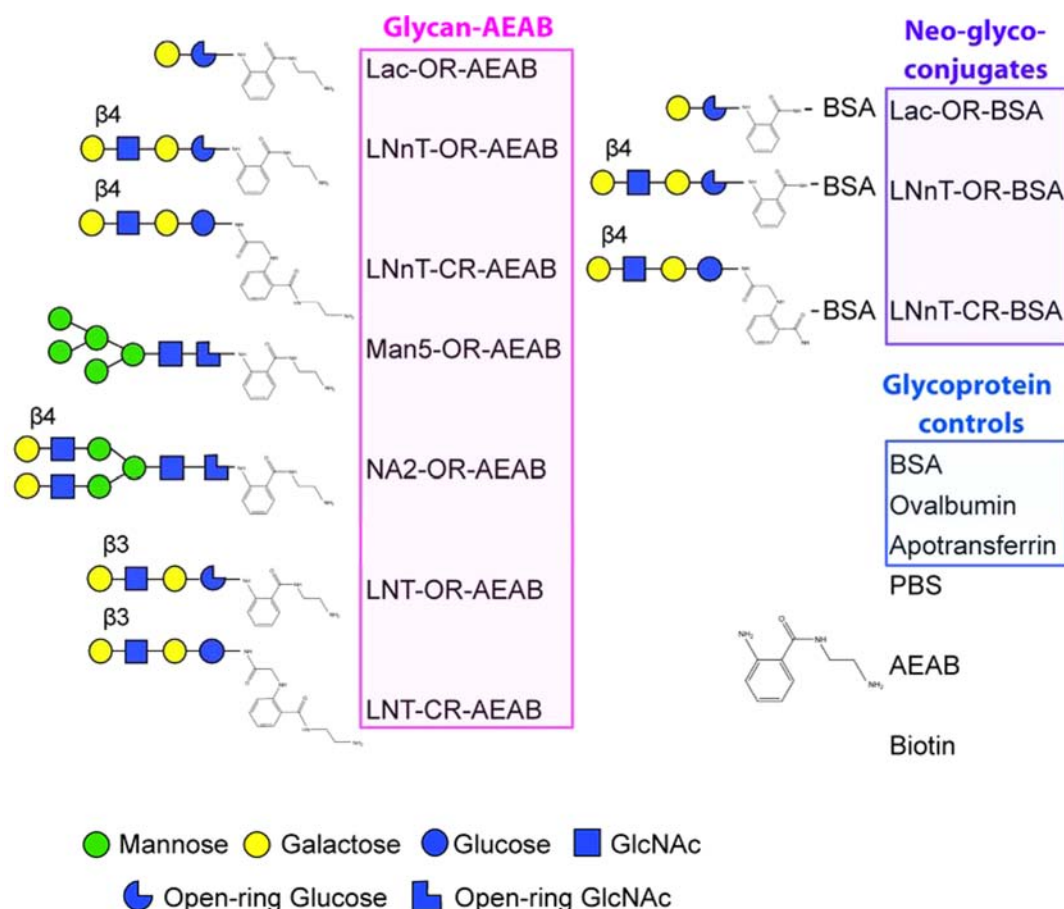 Glycan-AEAB
Lac-OR-AEAB
β4
LNnT-OR-AEAB
β4
LNnT-CR-AEAB
Man5-OR-AEAB
β4
NA2-OR-AEAB
β3
LNT-OR-AEAB
β3
LNT-CR-AEAB
Neo-glyco-
conjugates
BSA Lac-OR-BSA
β4
BSA LNnT-OR-BSA
β4
BSA LNnT-CR-BSA
Glycoprotein
controls
BSA
Ovalbumin
Apotransferrin
PBS
NH₂
O
NH
NH₂
AEAB
Biotin
Mannose Galactose Glucose GlcNAc
Open-ring Glucose Open-ring GlcNAc